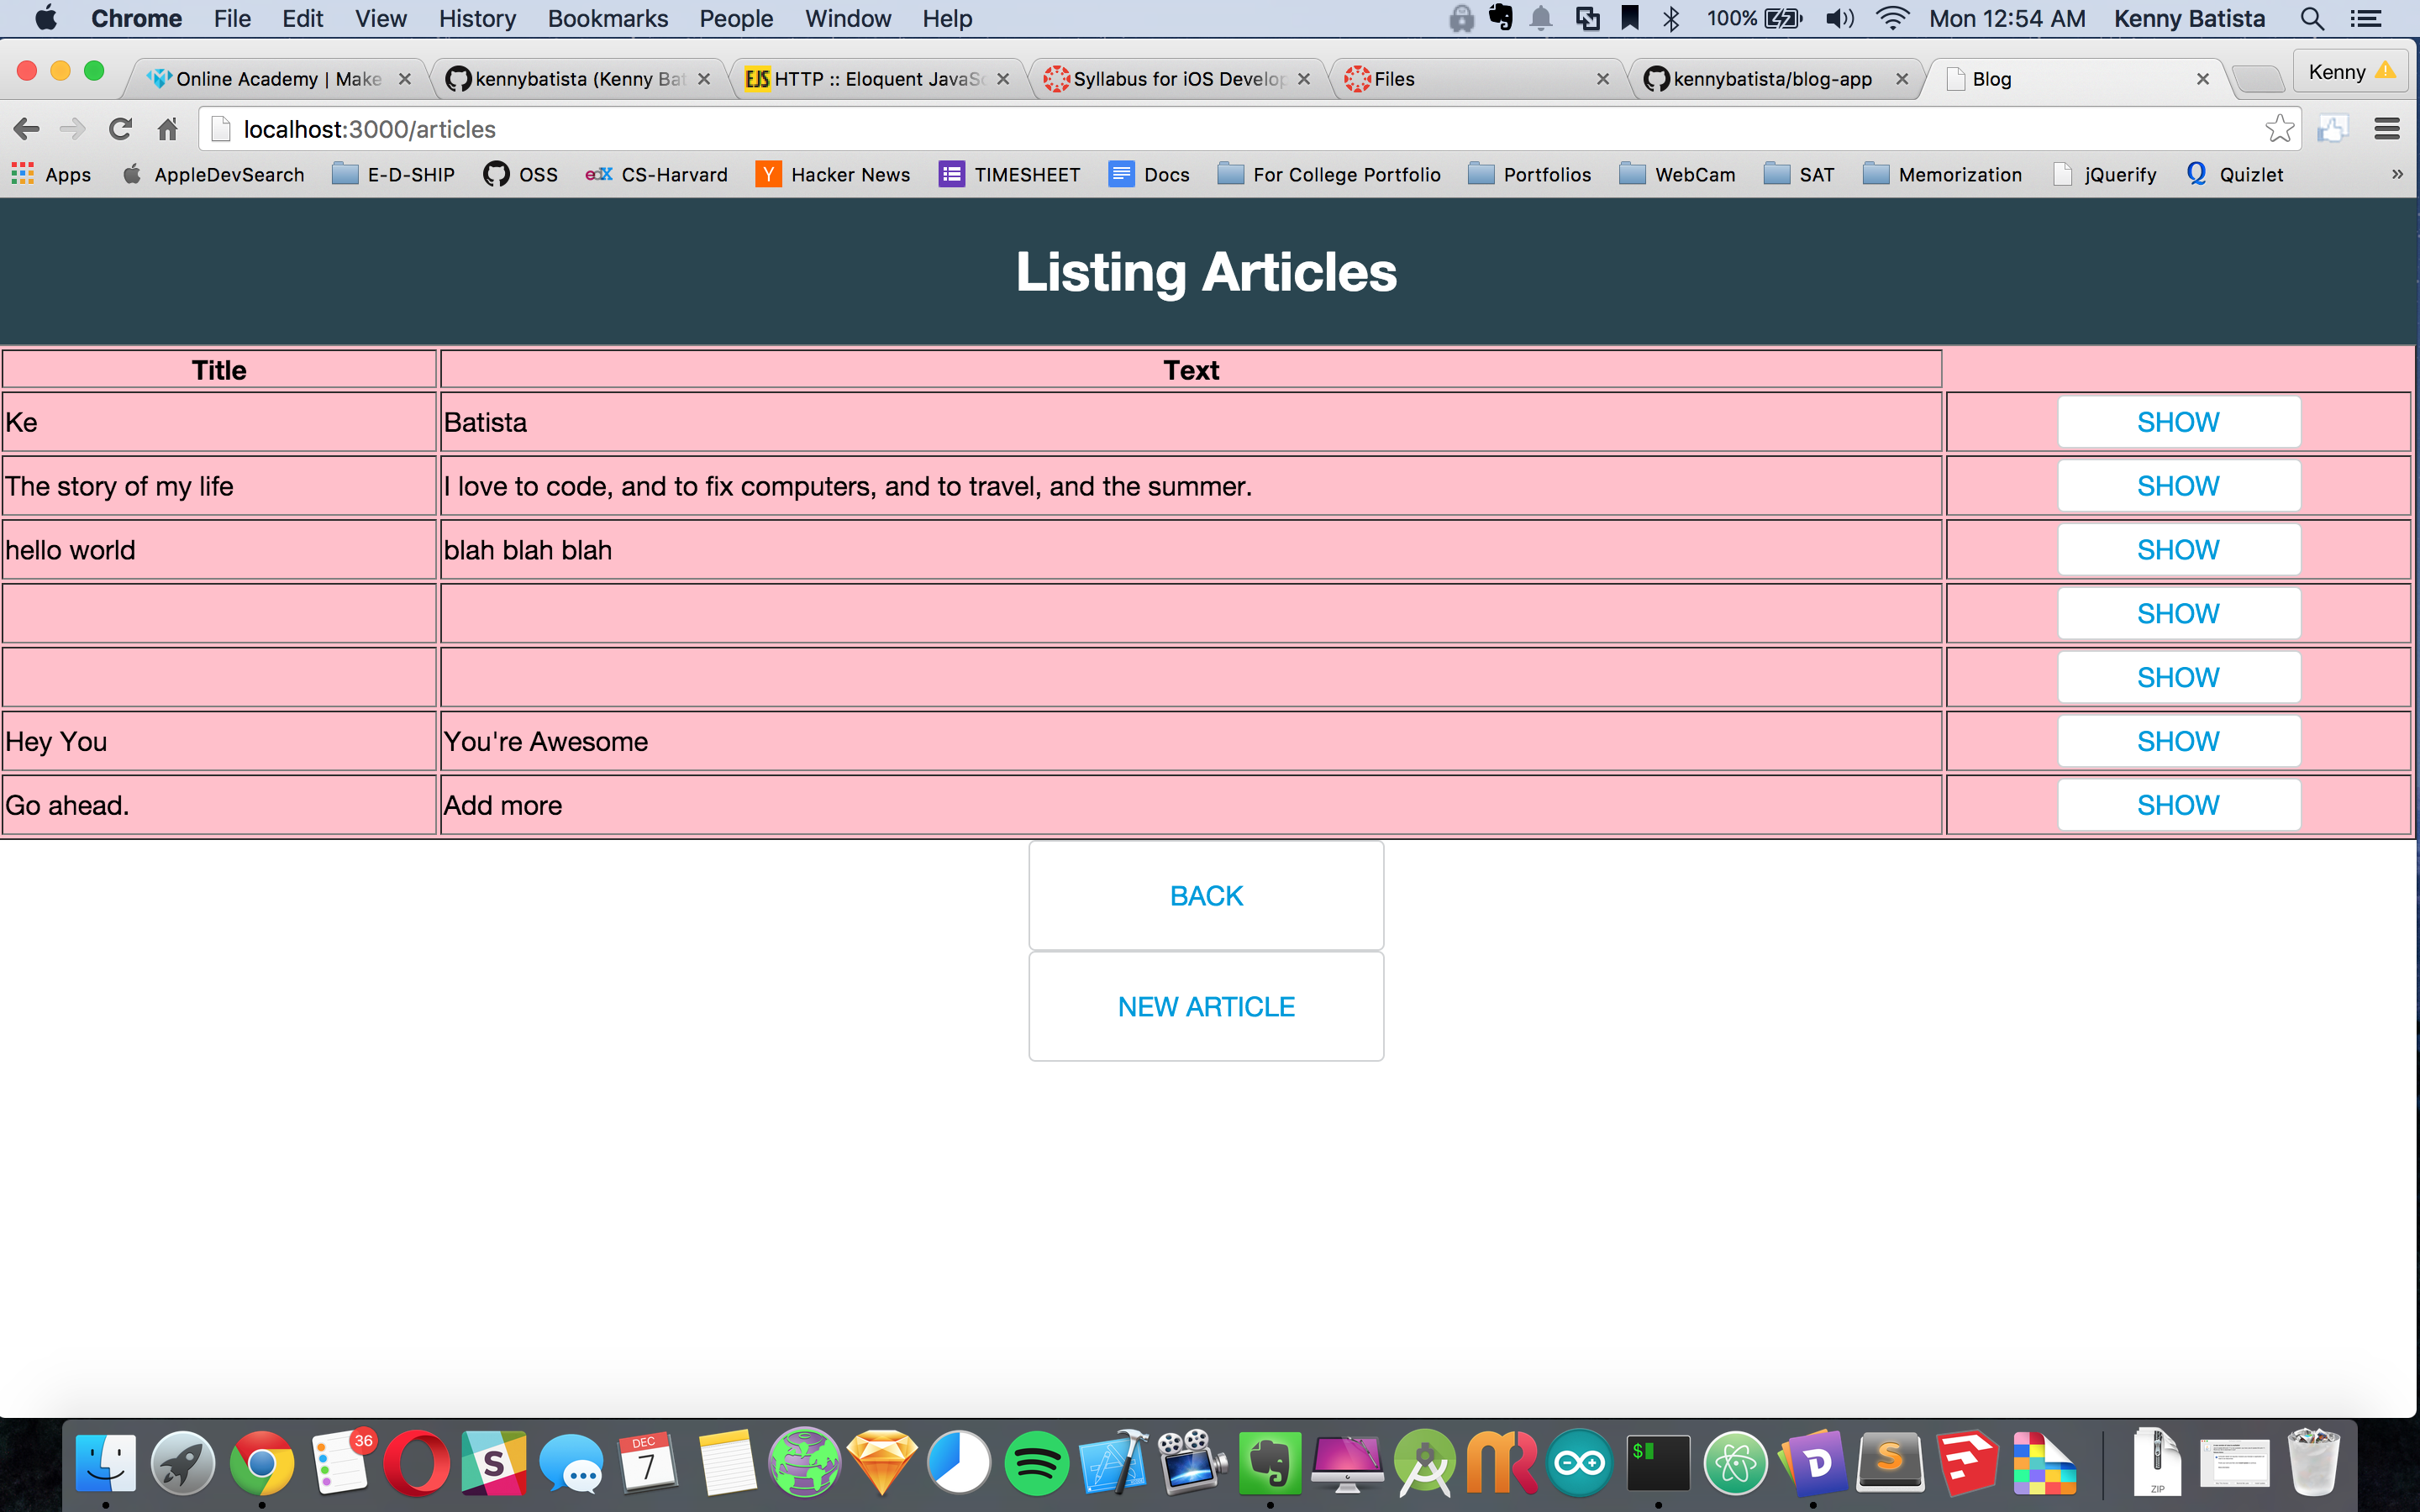 Chrome File Edit View History Bookmarks People Window Help 100% Mon 12:54 AM Kenny Batista
Online Academy | Make kennybatista (Kenny Bat EJS HTTP :: Eloquent JavaSc Syllabus for iOS Develop Files kennybatista/blog-app Blog Kenny
localhost:3000/articles
Apps AppleDevSearch E-D-SHIP OSS edX CS-Harvard Y Hacker News TIMESHEET Docs For College Portfolio Portfolios WebCam SAT Memorization jQuerify Q Quizlet »
Listing Articles
Title Text
Ke Batista SHOW
The story of my life I love to code, and to fix computers, and to travel, and the summer. SHOW
hello world blah blah blah SHOW
SHOW
SHOW
Hey You You're Awesome SHOW
Go ahead. Add more SHOW
BACK
NEW ARTICLE
36
S
DEC
7
$
D
S
ZIP